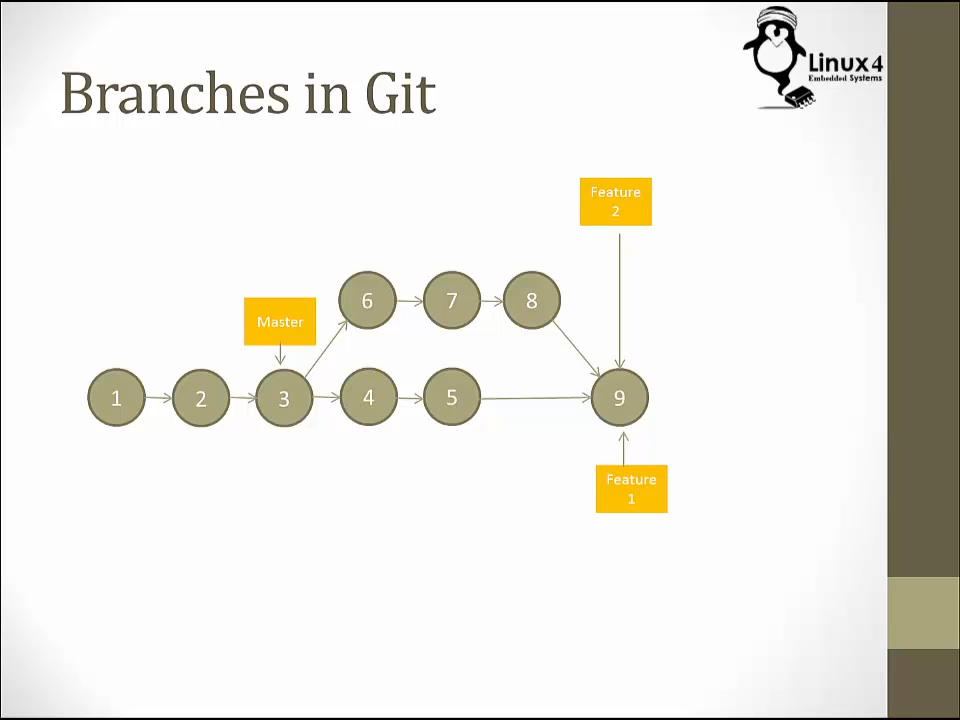 Branches in Git
Linux 4
Embedded Systems
Feature
2
Master
6
7
8
1
2
3
4
5
9
Feature
1